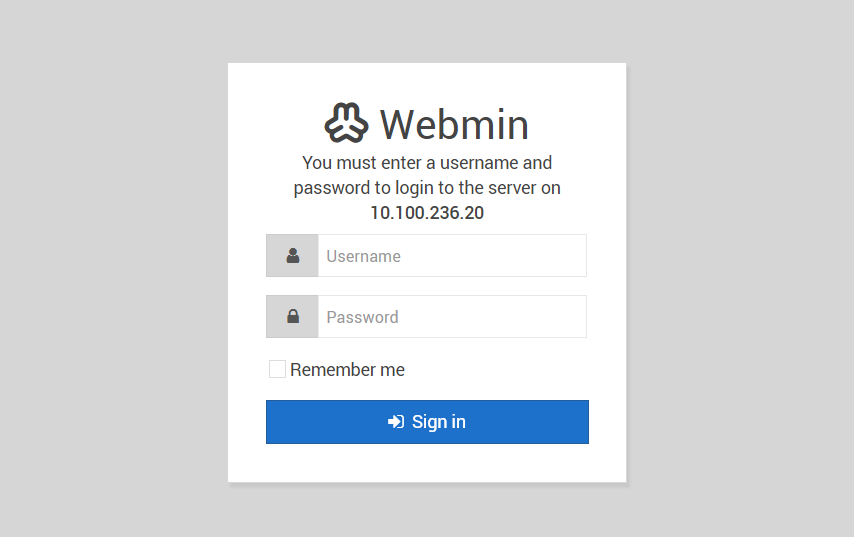 Webmin
You must enter a username and
password to login to the server on
10.100.236.20
Username
Password
Remember me
Sign in